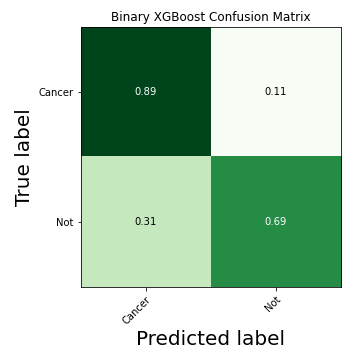 Binary XGBoost Confusion Matrix
True label
Cancer
0.89
0.11
Not
0.31
0.69
Cancer
Not
Predicted label